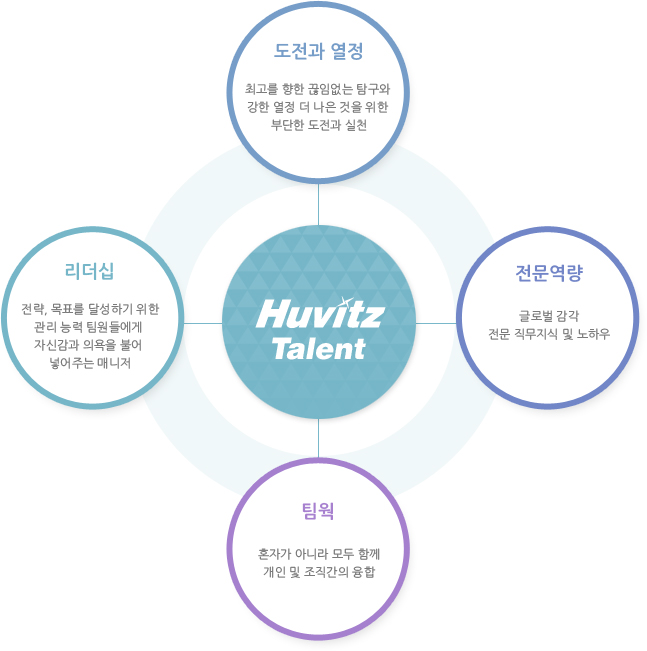 도전과 열정
최고를 향한 끊임없는 탐구와
강한 열정 더 나은 것을 위한
부단한 도전과 실천
리더십
전략, 목표를 달성하기 위한
관리 능력 팀원들에게
자신감과 의욕을 불어
넣어주는 매니저
Huvitz
Talent
전문역량
글로벌 감각
전문 직무지식 및 노하우
팀웍
혼자가 아니라 모두 함께
개인 및 조직간의 융합